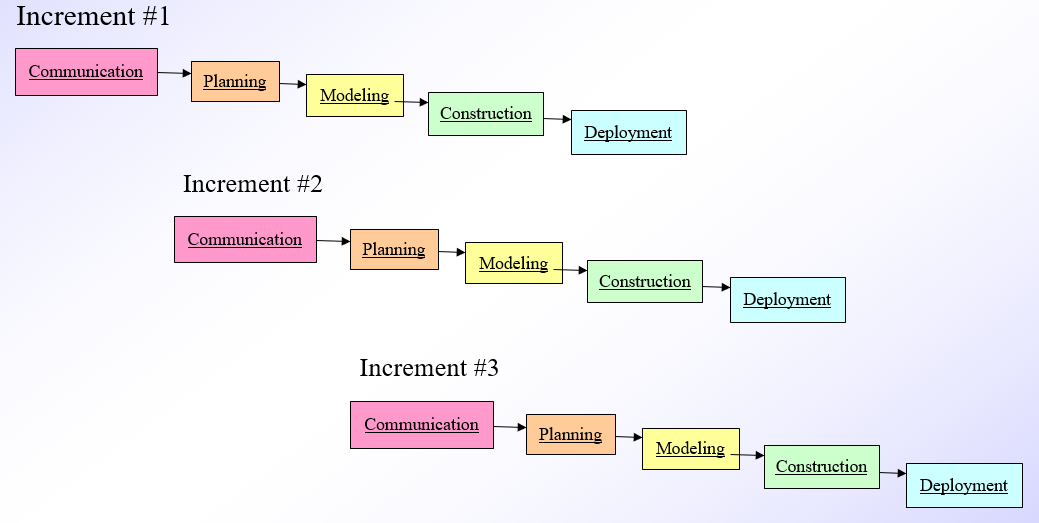 Increment #1
Communication
Planning
Modeling
Construction
Deployment
Increment #2
Communication
Planning
Modeling
Construction
Deployment
Increment #3
Communication
Planning
Modeling
Construction
Deployment